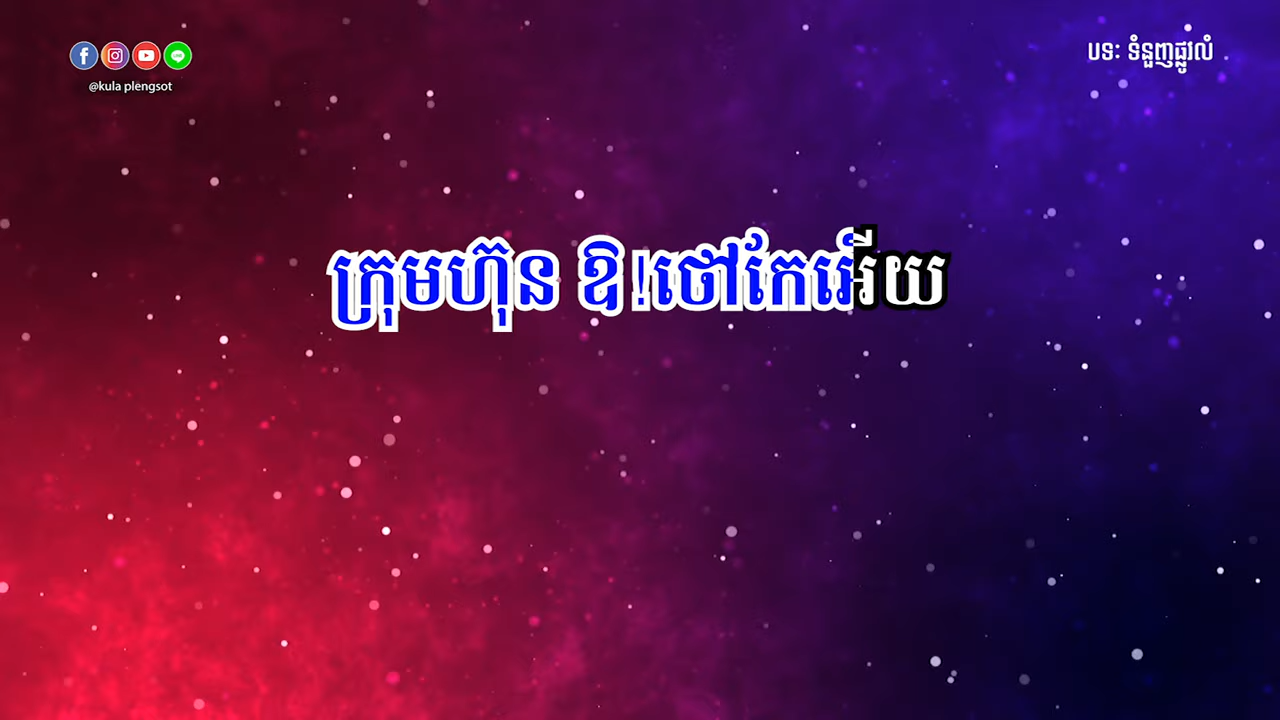 @kula plengsot
បទ: ទំនួញផ្លូវលំ
ក្រុមហ៊ុន ឱ!ថៅកែអើយ